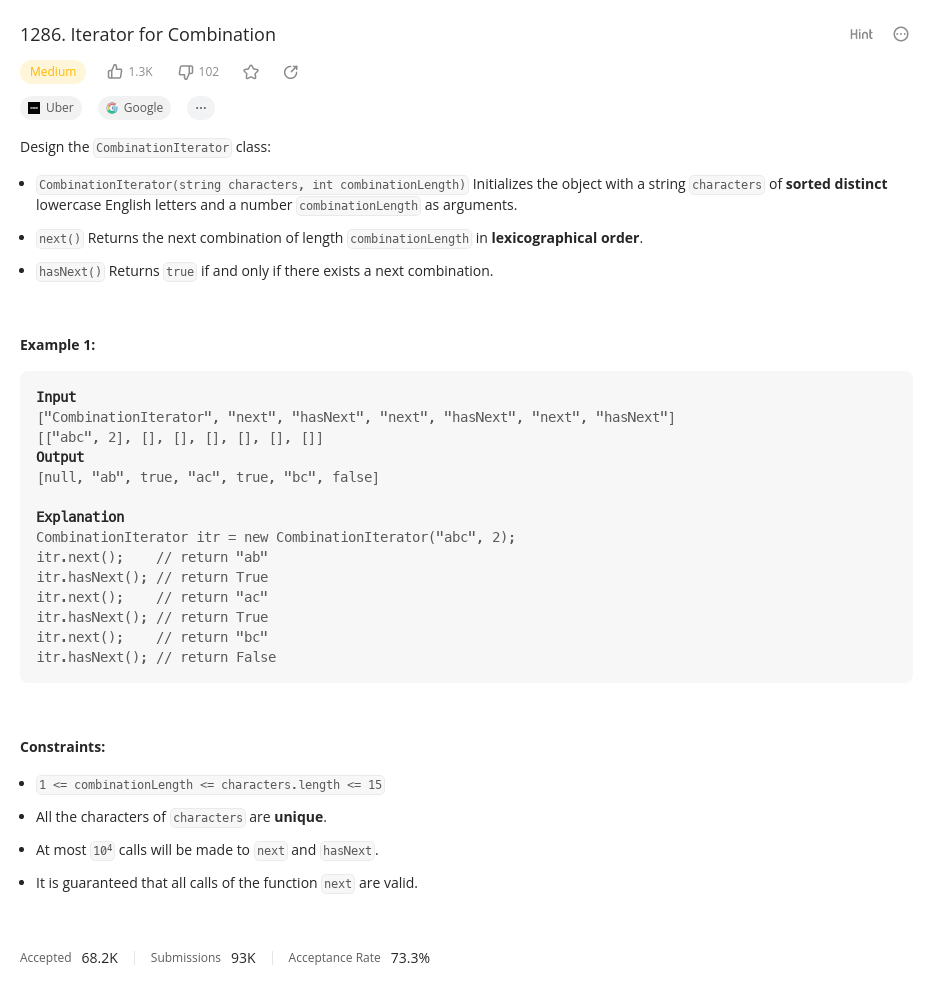 1286. Iterator for Combination
Hint
Medium 1.3K 102
Uber Google ...
Design the CombinationIterator class:
CombinationIterator(string characters, int combinationLength) Initializes the object with a string characters of sorted distinct
lowercase English letters and a number combinationLength as arguments.
next() Returns the next combination of length combinationLength in lexicographical order.
hasNext() Returns true if and only if there exists a next combination.
Example 1:
Input
["CombinationIterator", "next", "hasNext", "next", "hasNext", "next", "hasNext"]
[["abc", 2], [], [], [], [], [], []]
Output
[null, "ab", true, "ac", true, "bc", false]
Explanation
CombinationIterator itr = new CombinationIterator("abc", 2);
itr.next();    // return "ab"
itr.hasNext(); // return True
itr.next();    // return "ac"
itr.hasNext(); // return True
itr.next();    // return "bc"
itr.hasNext(); // return False
Constraints:
1 <= combinationLength <= characters.length <= 15
All the characters of characters are unique.
At most 10⁴ calls will be made to next and hasNext.
It is guaranteed that all calls of the function next are valid.
Accepted 68.2K Submissions 93K Acceptance Rate 73.3%